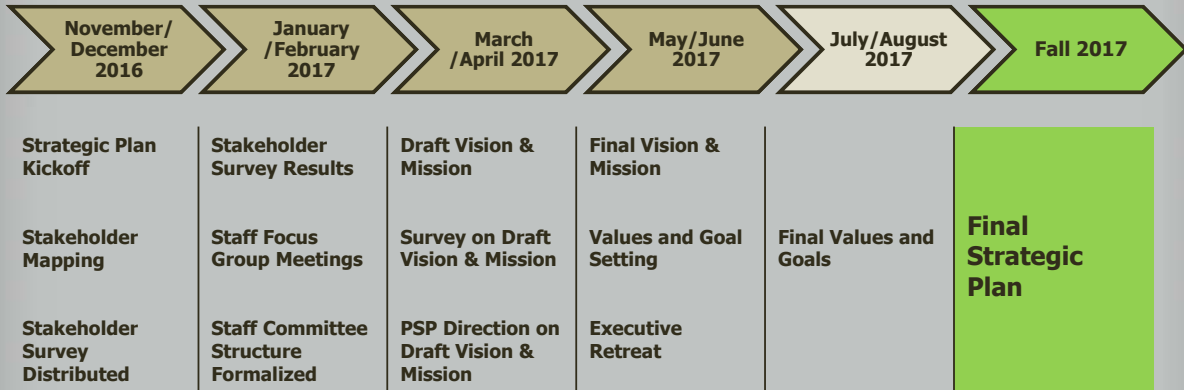 November/
December
2016
January
/February
2017
March
/April 2017
May/June
2017
July/August
2017
Fall 2017
Strategic Plan
Kickoff
Stakeholder
Survey Results
Draft Vision &
Mission
Final Vision &
Mission
Stakeholder
Mapping
Staff Focus
Group Meetings
Survey on Draft
Vision & Mission
Values and Goal
Setting
Final Values and
Goals
Final
Strategic
Plan
Stakeholder
Survey
Distributed
Staff Committee
Structure
Formalized
PSP Direction on
Draft Vision &
Mission
Executive
Retreat